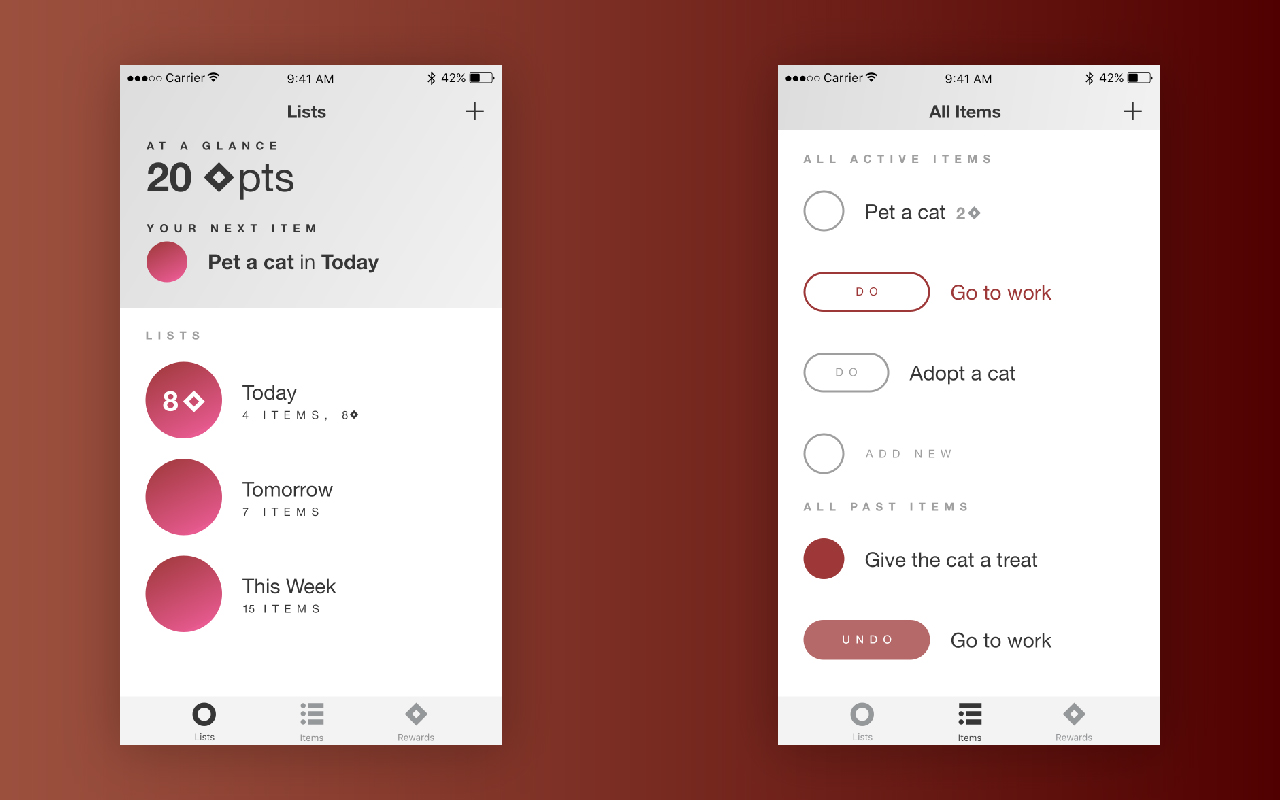 Carrier 9:41 AM 42%
Lists
AT A GLANCE
20 pts
YOUR NEXT ITEM
Pet a cat in Today
LISTS
8
Today
4 ITEMS, 8
Tomorrow
7 ITEMS
This Week
15 ITEMS
Lists Items Rewards
Carrier 9:41 AM 42%
All Items
ALL ACTIVE ITEMS
Pet a cat 2
DO Go to work
DO Adopt a cat
ADD NEW
ALL PAST ITEMS
Give the cat a treat
UNDO Go to work
Lists Items Rewards